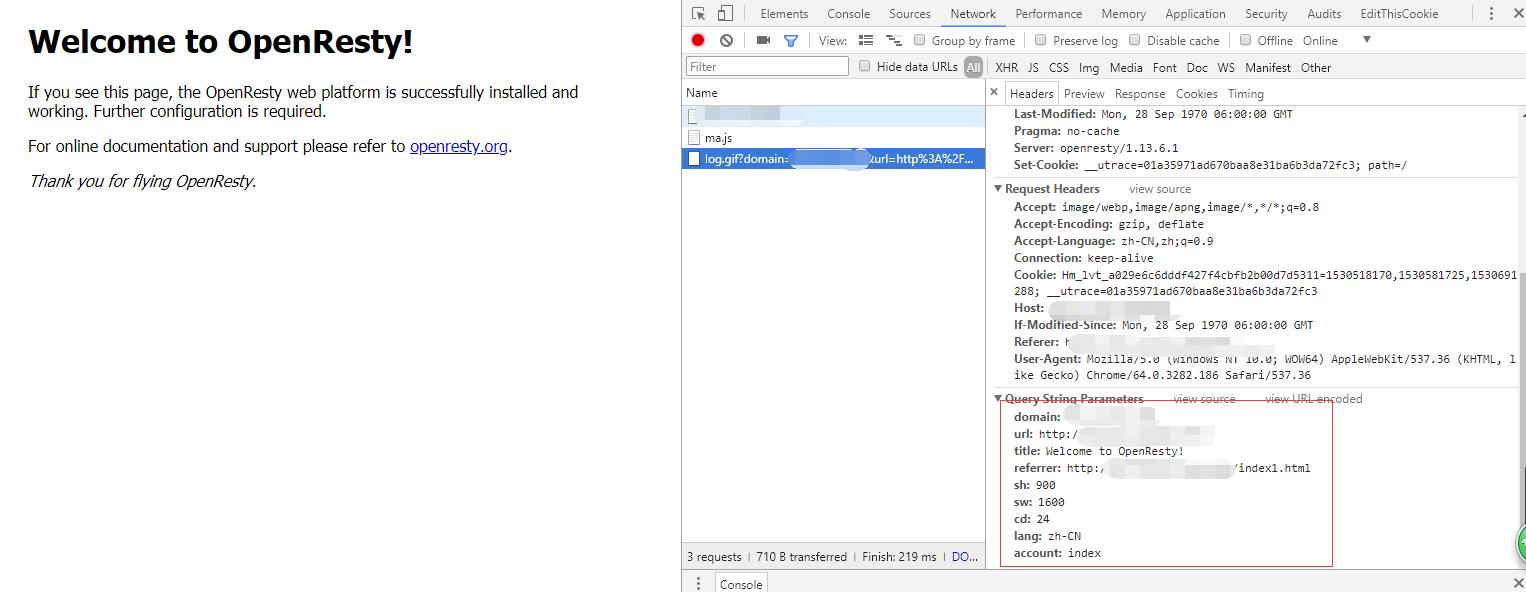 Welcome to OpenResty!
If you see this page, the OpenResty web platform is successfully installed and
working. Further configuration is required.
For online documentation and support please refer to openresty.org.
Thank you for flying OpenResty.
Elements Console Sources Network Performance Memory Application Security Audits EditThisCookie
View: Group by frame Preserve log Disable cache Offline Online
Filter Hide data URLs All XHR JS CSS Img Media Font Doc WS Manifest Other
Name
ma.js
log.gif?domain= &url=http%3A%2F...
3 requests | 710 B transferred | Finish: 219 ms | DO...
Headers Preview Response Cookies Timing
Last-Modified: Mon, 28 Sep 1970 06:00:00 GMT
Pragma: no-cache
Server: openresty/1.13.6.1
Set-Cookie: __utrace=01a35971ad670baa8e31ba6b3da72fc3; path=/
Request Headers view source
Accept: image/webp,image/apng,image/*,*/*;q=0.8
Accept-Encoding: gzip, deflate
Accept-Language: zh-CN,zh;q=0.9
Connection: keep-alive
Cookie: Hm_lvt_a029e6c6dddf427f4cbfb2b00d7d5311=1530518170,1530581725,1530691
288; __utrace=01a35971ad670baa8e31ba6b3da72fc3
Host:
If-Modified-Since: Mon, 28 Sep 1970 06:00:00 GMT
Referer: h
User-Agent: Mozilla/5.0 (Windows NT 10.0; WOW64) AppleWebKit/537.36 (KHTML, l
ike Gecko) Chrome/64.0.3282.186 Safari/537.36
Query String Parameters view source view URL encoded
domain:
url: http:/
title: Welcome to OpenResty!
referrer: http:/ /index1.html
sh: 900
sw: 1600
cd: 24
lang: zh-CN
account: index
Console